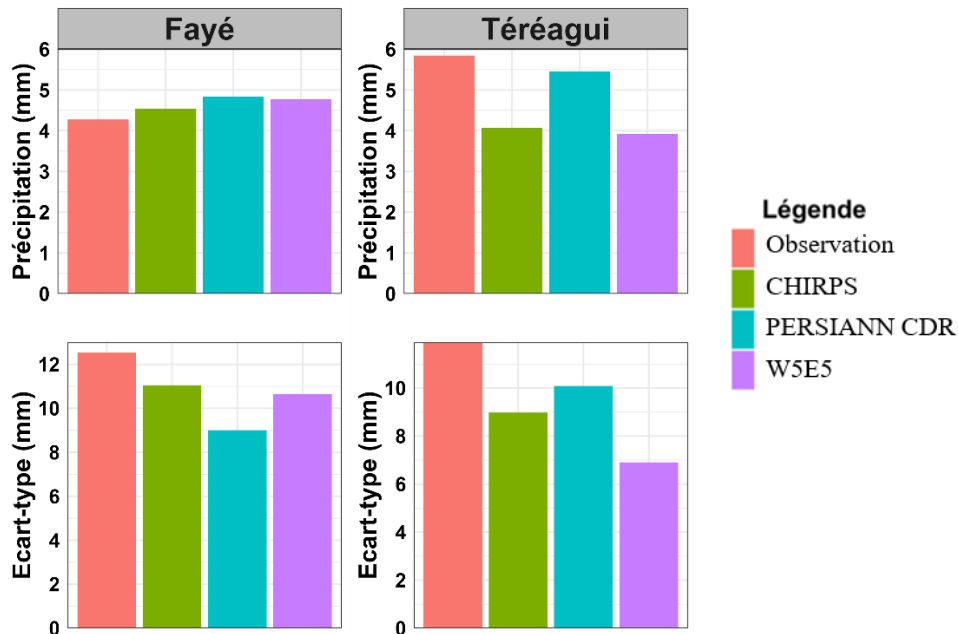 Fayé
Précipitation (mm)
6
5
4
3
2
1
0
Téréagui
Précipitation (mm)
6
5
4
3
2
1
0
Ecart-type (mm)
12
10
8
6
4
2
0
Ecart-type (mm)
10
8
6
4
2
0
Légende
Observation
CHIRPS
PERSIANN CDR
W5E5